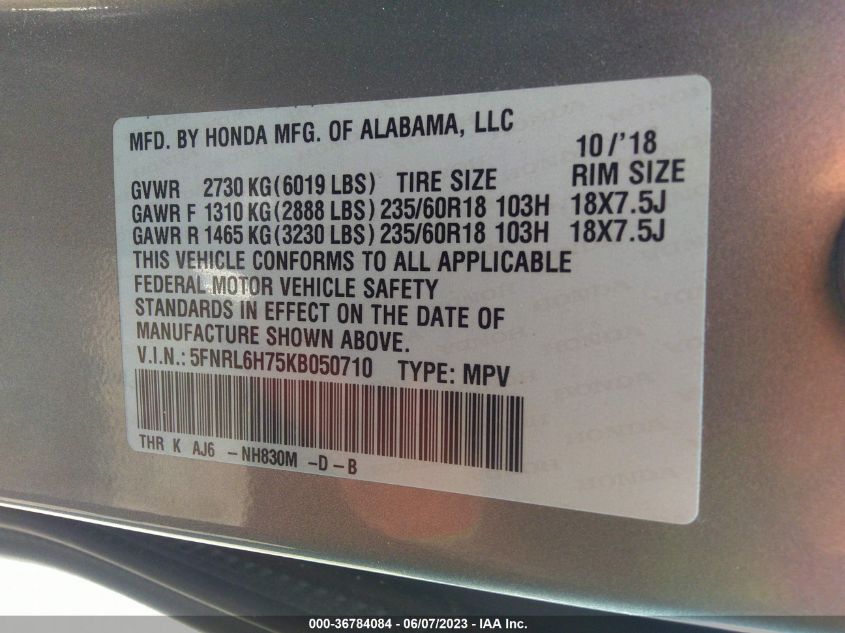 MFD. BY HONDA MFG. OF ALABAMA, LLC 10/'18
GVWR 2730 KG(6019 LBS) TIRE SIZE RIM SIZE
GAWR F 1310 KG(2888 LBS) 235/60R18 103H 18X7.5J
GAWR R 1465 KG(3230 LBS) 235/60R18 103H 18X7.5J
THIS VEHICLE CONFORMS TO ALL APPLICABLE
FEDERAL MOTOR VEHICLE SAFETY
STANDARDS IN EFFECT ON THE DATE OF
MANUFACTURE SHOWN ABOVE.
V.I.N.: 5FNRL6H75KB050710 TYPE: MPV
THR K AJ6 -NH830M -D-B
000-36784084 - 06/07/2023 - IAA Inc.